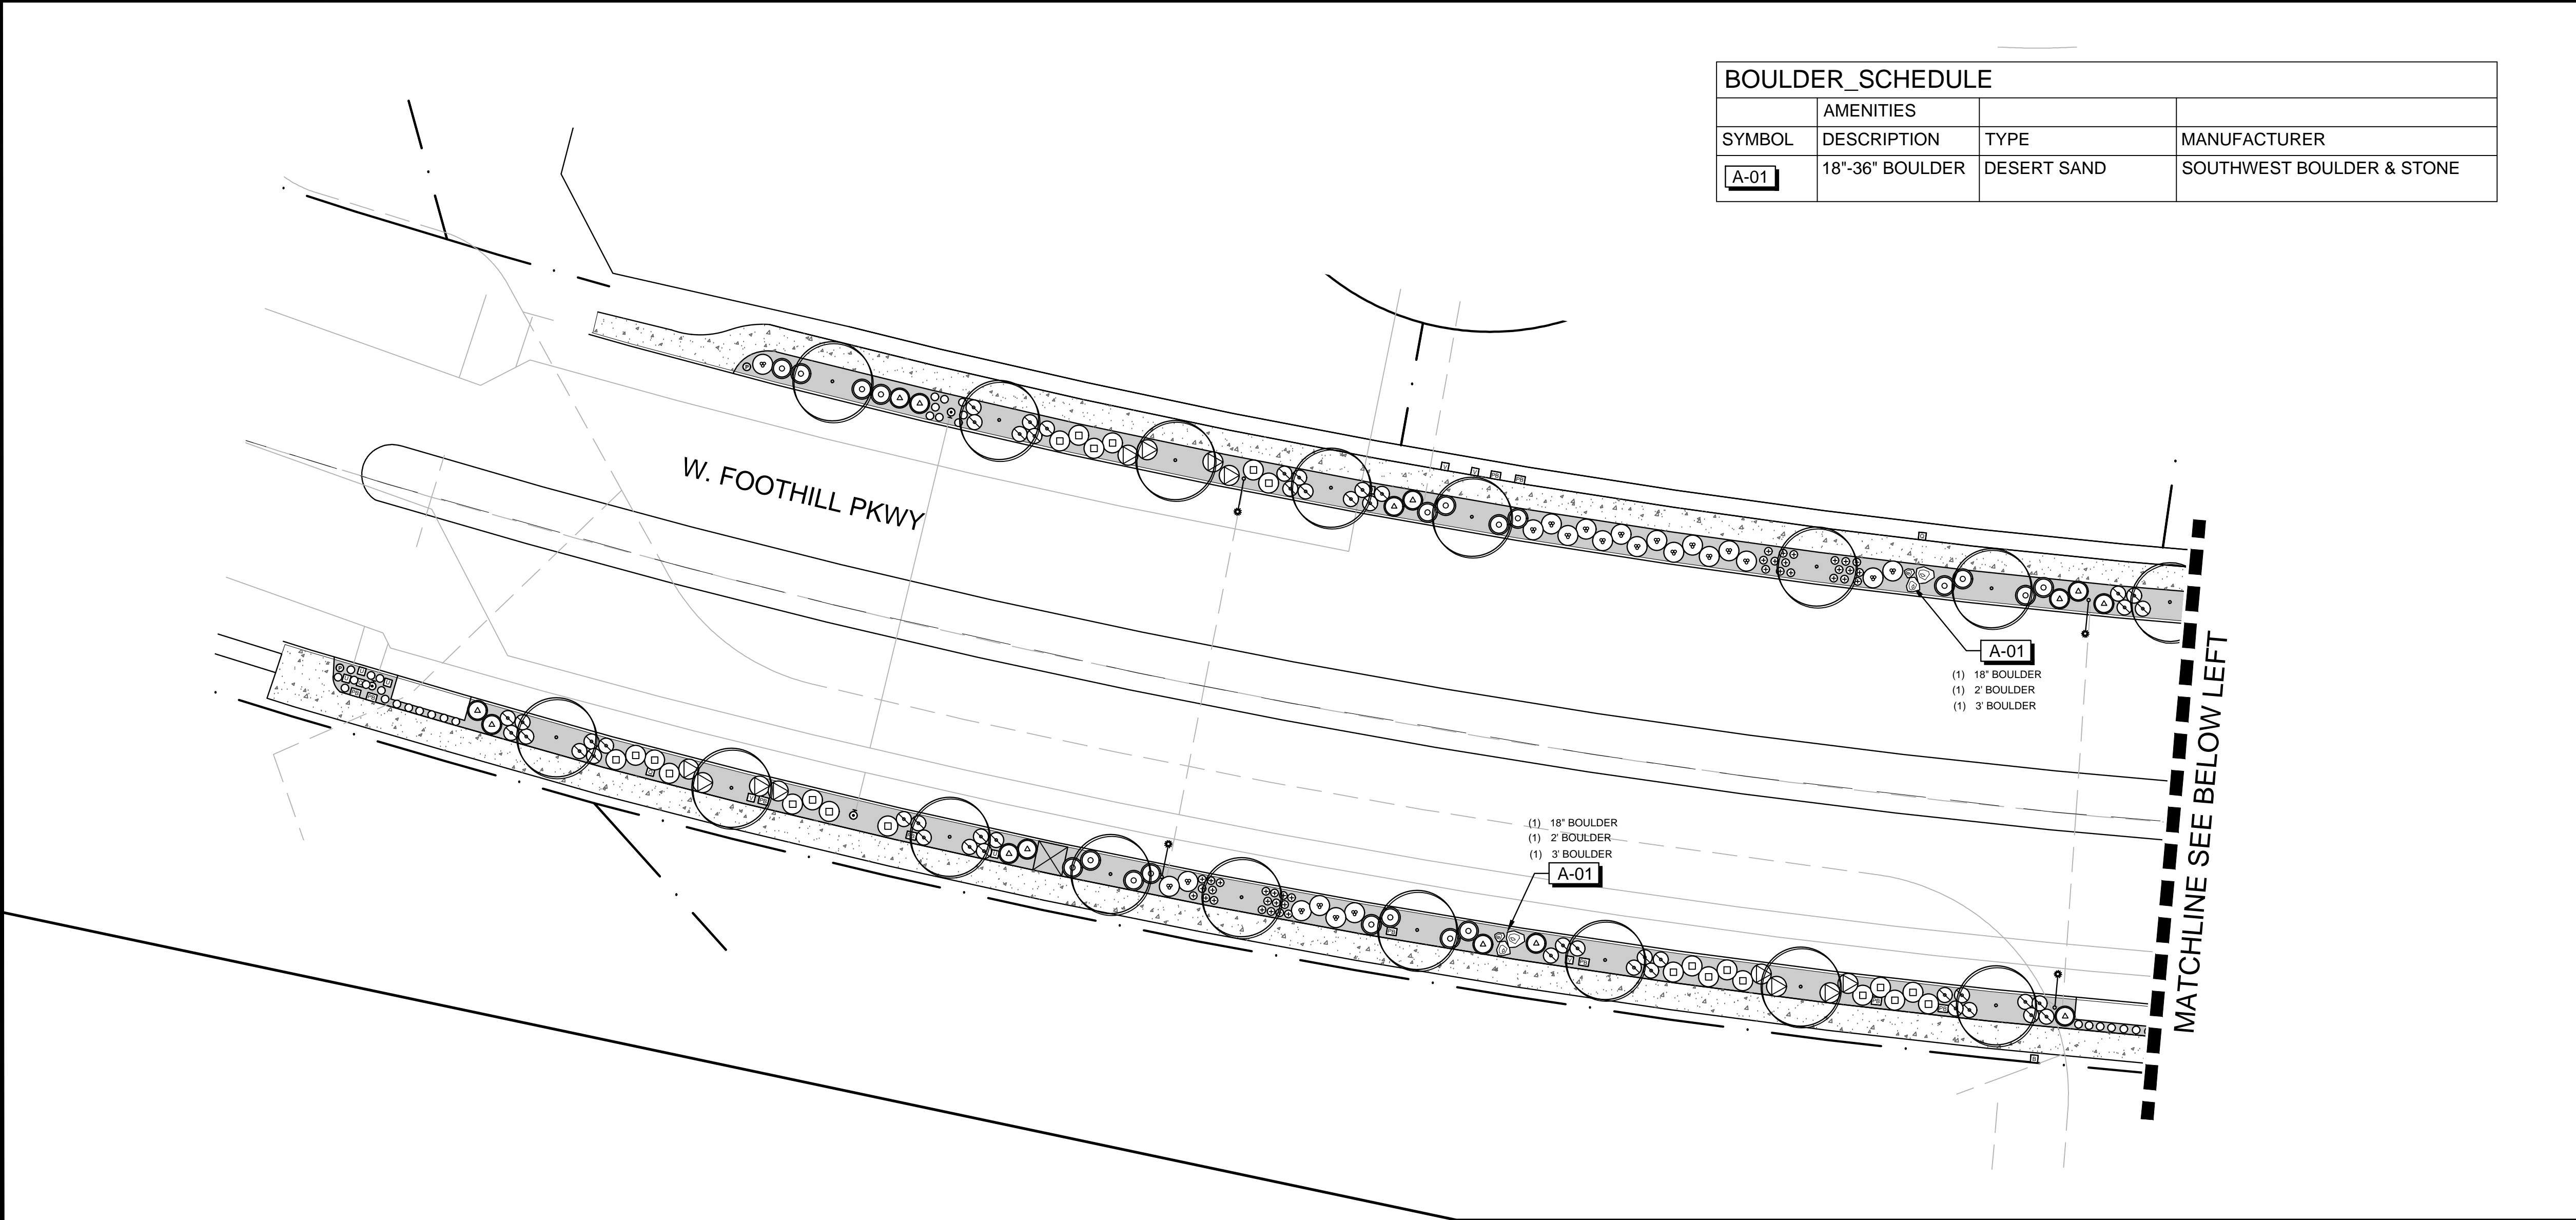 BOULDER_SCHEDULE
AMENITIES
SYMBOL DESCRIPTION TYPE MANUFACTURER
A-01 18"-36" BOULDER DESERT SAND SOUTHWEST BOULDER & STONE
W. FOOTHILL PKWY
A-01
(1) 18" BOULDER
(1) 2' BOULDER
(1) 3' BOULDER
(1) 18" BOULDER
(1) 2' BOULDER
(1) 3' BOULDER
A-01
MATCHLINE SEE BELOW LEFT